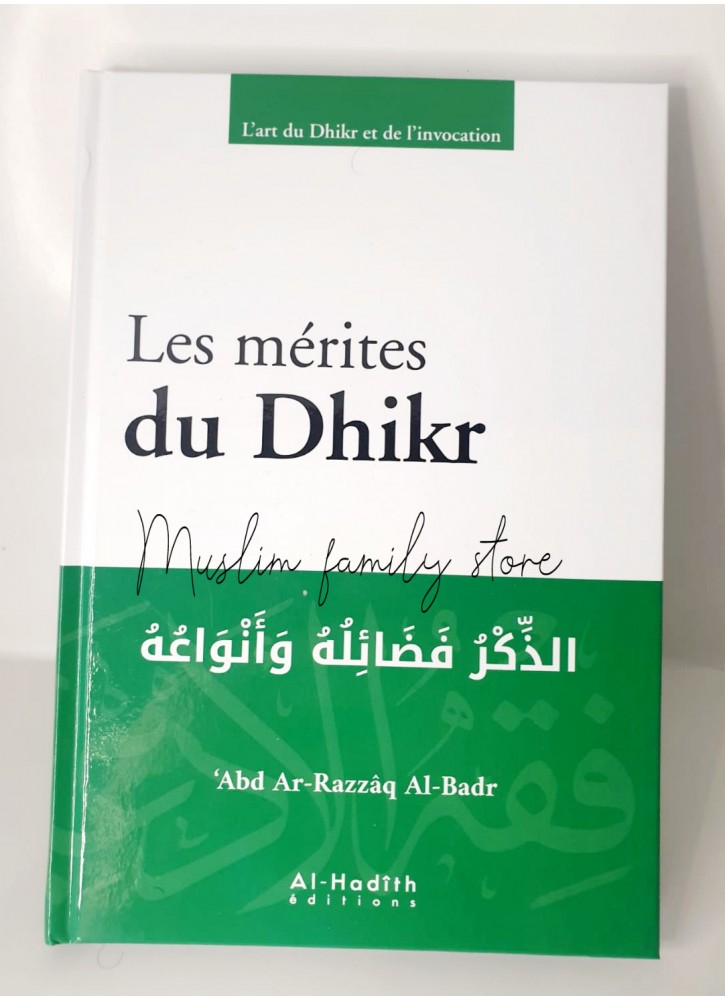 L'art du Dhikr et de l'invocation
Les mérites
du Dhikr
Muslim family store
الذِّكْرُ فَضَائِلُهُ وَأَنْوَاعُهُ
‘Abd Ar-Razzâq Al-Badr
Al-Hadîth
éditions